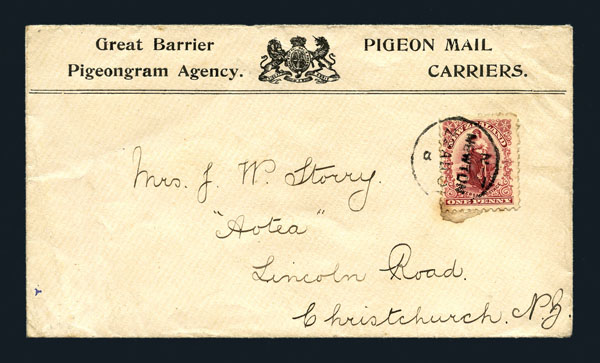 Great Barrier
Pigeongram Agency.
PIGEON MAIL
CARRIERS.
NEWTON
ONE PENNY
Mrs. J. W. Storry.
"Aotea"
Lincoln Road.
Christchurch. N.Z.